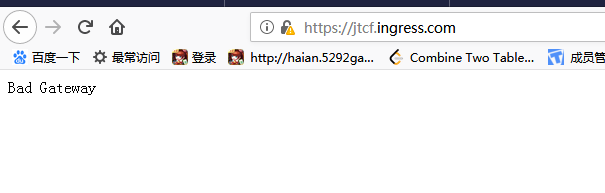 https://jtcf.ingress.com
百度一下 最常访问 登录 http://haian.5292ga... Combine Two Table... 成员管
Bad Gateway